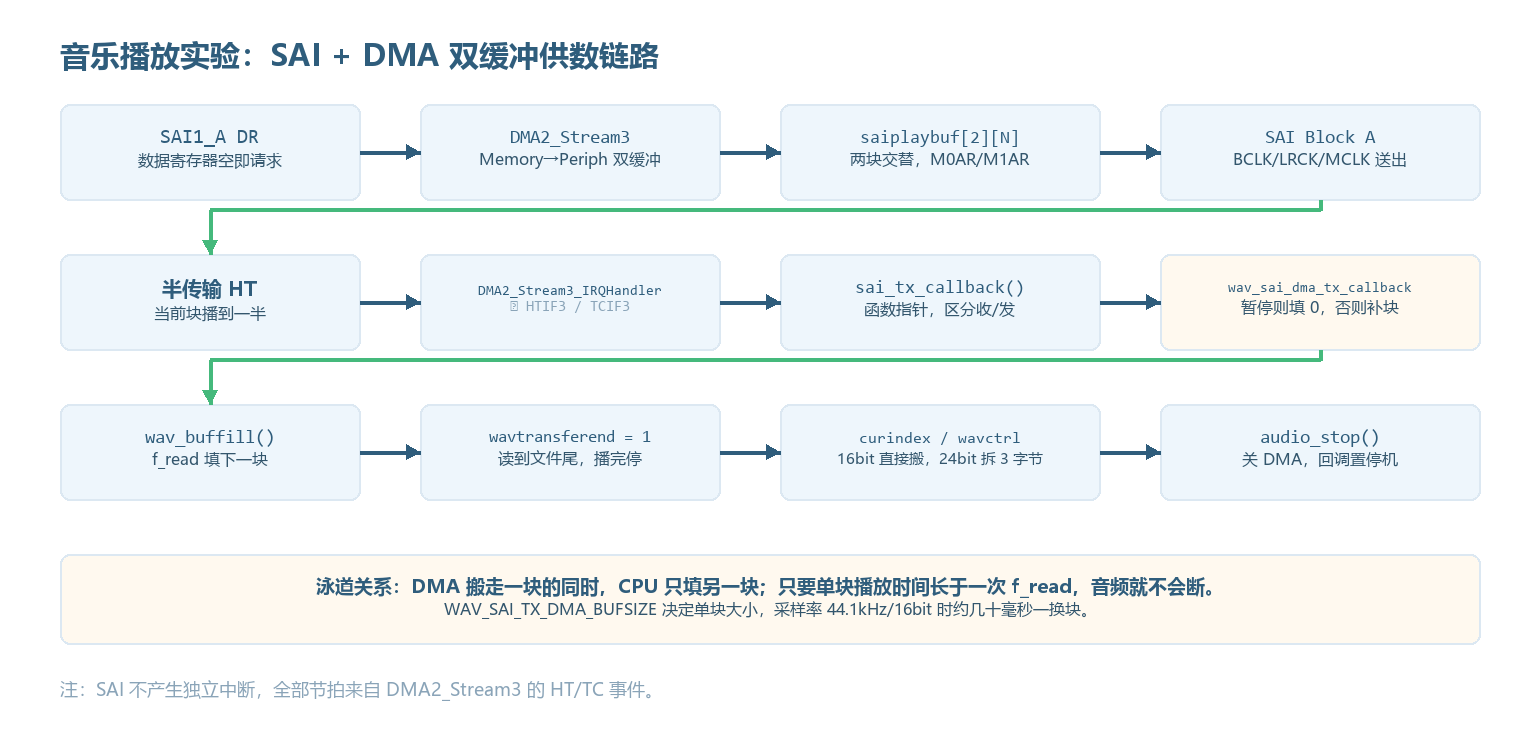 音乐播放实验：SAI + DMA 双缓冲供数链路
SAI1_A DR
数据寄存器空即请求
DMA2_Stream3
Memory→Periph 双缓冲
saiplaybuf[2][N]
两块交替，M0AR/M1AR
SAI Block A
BCLK/LRCK/MCLK 送出
半传输 HT
当前块播到一半
DMA2_Stream3_IRQHandler
HTIF3 / TCIF3
sai_tx_callback()
函数指针，区分收/发
wav_sai_dma_tx_callback
暂停则填 0，否则补块
wav_buffill()
f_read 填下一块
wavtransferend = 1
读到文件尾，播完停
curindex / wavctrl
16bit 直接搬，24bit 拆 3 字节
audio_stop()
关 DMA，回调置停机
泳道关系：DMA 搬走一块的同时，CPU 只填另一块；只要单块播放时间长于一次 f_read，音频就不会断。
WAV_SAI_TX_DMA_BUFSIZE 决定单块大小，采样率 44.1kHz/16bit 时约几十毫秒一换块。
注：SAI 不产生独立中断，全部节拍来自 DMA2_Stream3 的 HT/TC 事件。